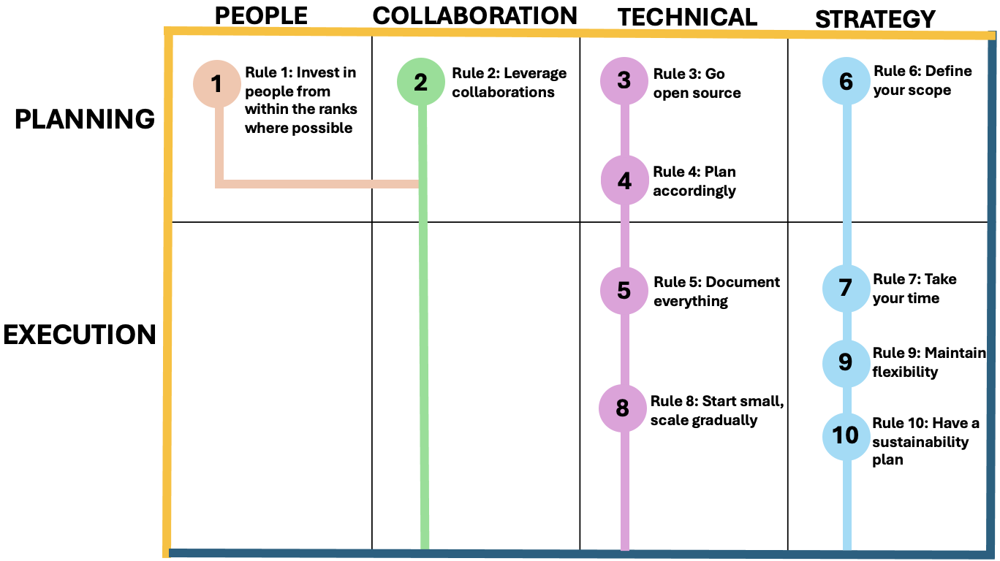 PEOPLE
COLLABORATION
TECHNICAL
STRATEGY
PLANNING
1
Rule 1: Invest in
people from
within the ranks
where possible
2
Rule 2: Leverage
collaborations
3
Rule 3: Go
open source
4
Rule 4: Plan
accordingly
6
Rule 6: Define
your scope
EXECUTION
5
Rule 5: Document
everything
8
Rule 8: Start small,
scale gradually
7
Rule 7: Take
your time
9
Rule 9: Maintain
flexibility
10
Rule 10: Have a
sustainability
plan